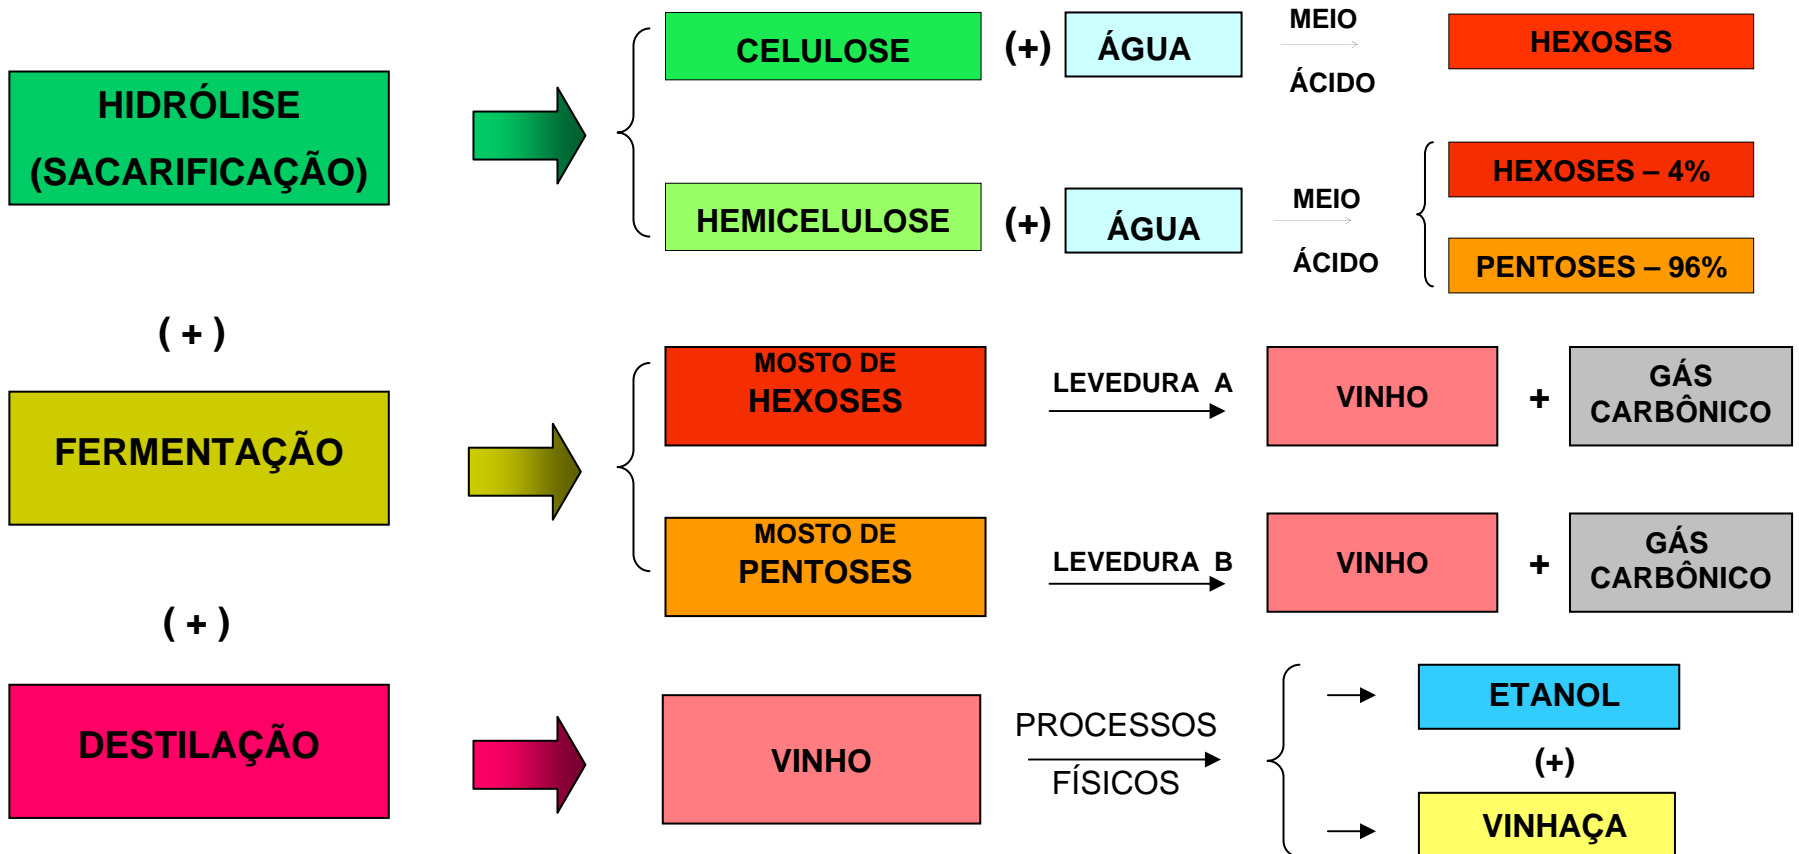 HIDRÓLISE
(SACARIFICAÇÃO)
CELULOSE (+) ÁGUA MEIO ÁCIDO HEXOSES
HEMICELULOSE (+) ÁGUA MEIO ÁCIDO
HEXOSES – 4%
PENTOSES – 96%
( + )
FERMENTAÇÃO
MOSTO DE
HEXOSES
LEVEDURA A
VINHO
+
GÁS
CARBÔNICO
MOSTO DE
PENTOSES
LEVEDURA B
VINHO
+
GÁS
CARBÔNICO
( + )
DESTILAÇÃO
VINHO
PROCESSOS
FÍSICOS
ETANOL
(+)
VINHAÇA